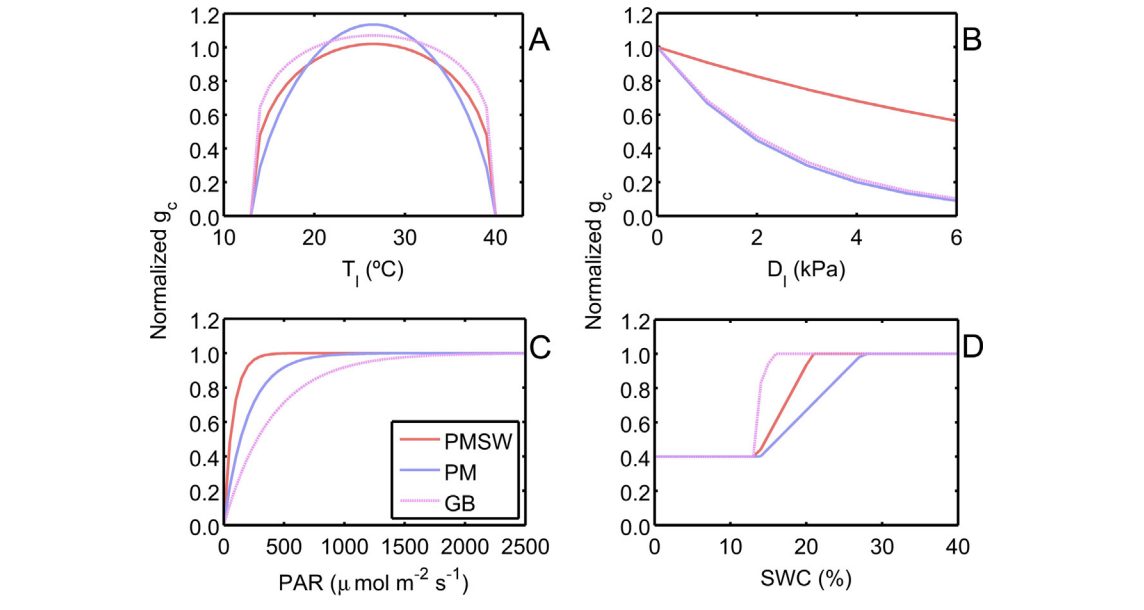 1.2
1.0
0.8
0.6
0.4
0.2
0.0
10 20 30 40
T_l (ºC)
Normalized g_c
A
1.2
1.0
0.8
0.6
0.4
0.2
0.0
0 2 4 6
D_l (kPa)
Normalized g_c
B
1.2
1.0
0.8
0.6
0.4
0.2
0.0
0 500 1000 1500 2000 2500
PAR (μ mol m⁻² s⁻¹)
C
PMSW
PM
GB
1.2
1.0
0.8
0.6
0.4
0.2
0.0
0 10 20 30 40
SWC (%)
D